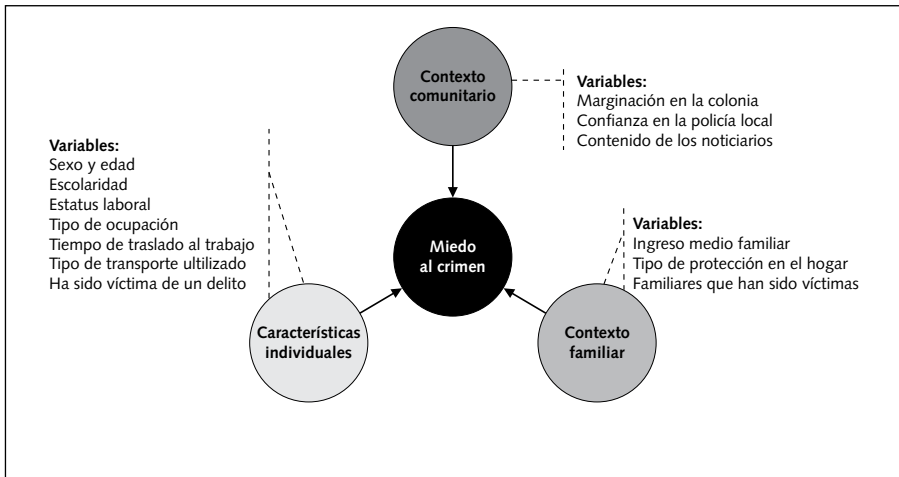 Contexto
comunitario
Variables:
Marginación en la colonia
Confianza en la policía local
Contenido de los noticiarios
Variables:
Sexo y edad
Escolaridad
Estatus laboral
Tipo de ocupación
Tiempo de traslado al trabajo
Tipo de transporte ultilizado
Ha sido víctima de un delito
Miedo
al crimen
Variables:
Ingreso medio familiar
Tipo de protección en el hogar
Familiares que han sido víctimas
Característícas
individuales
Contexto
familiar